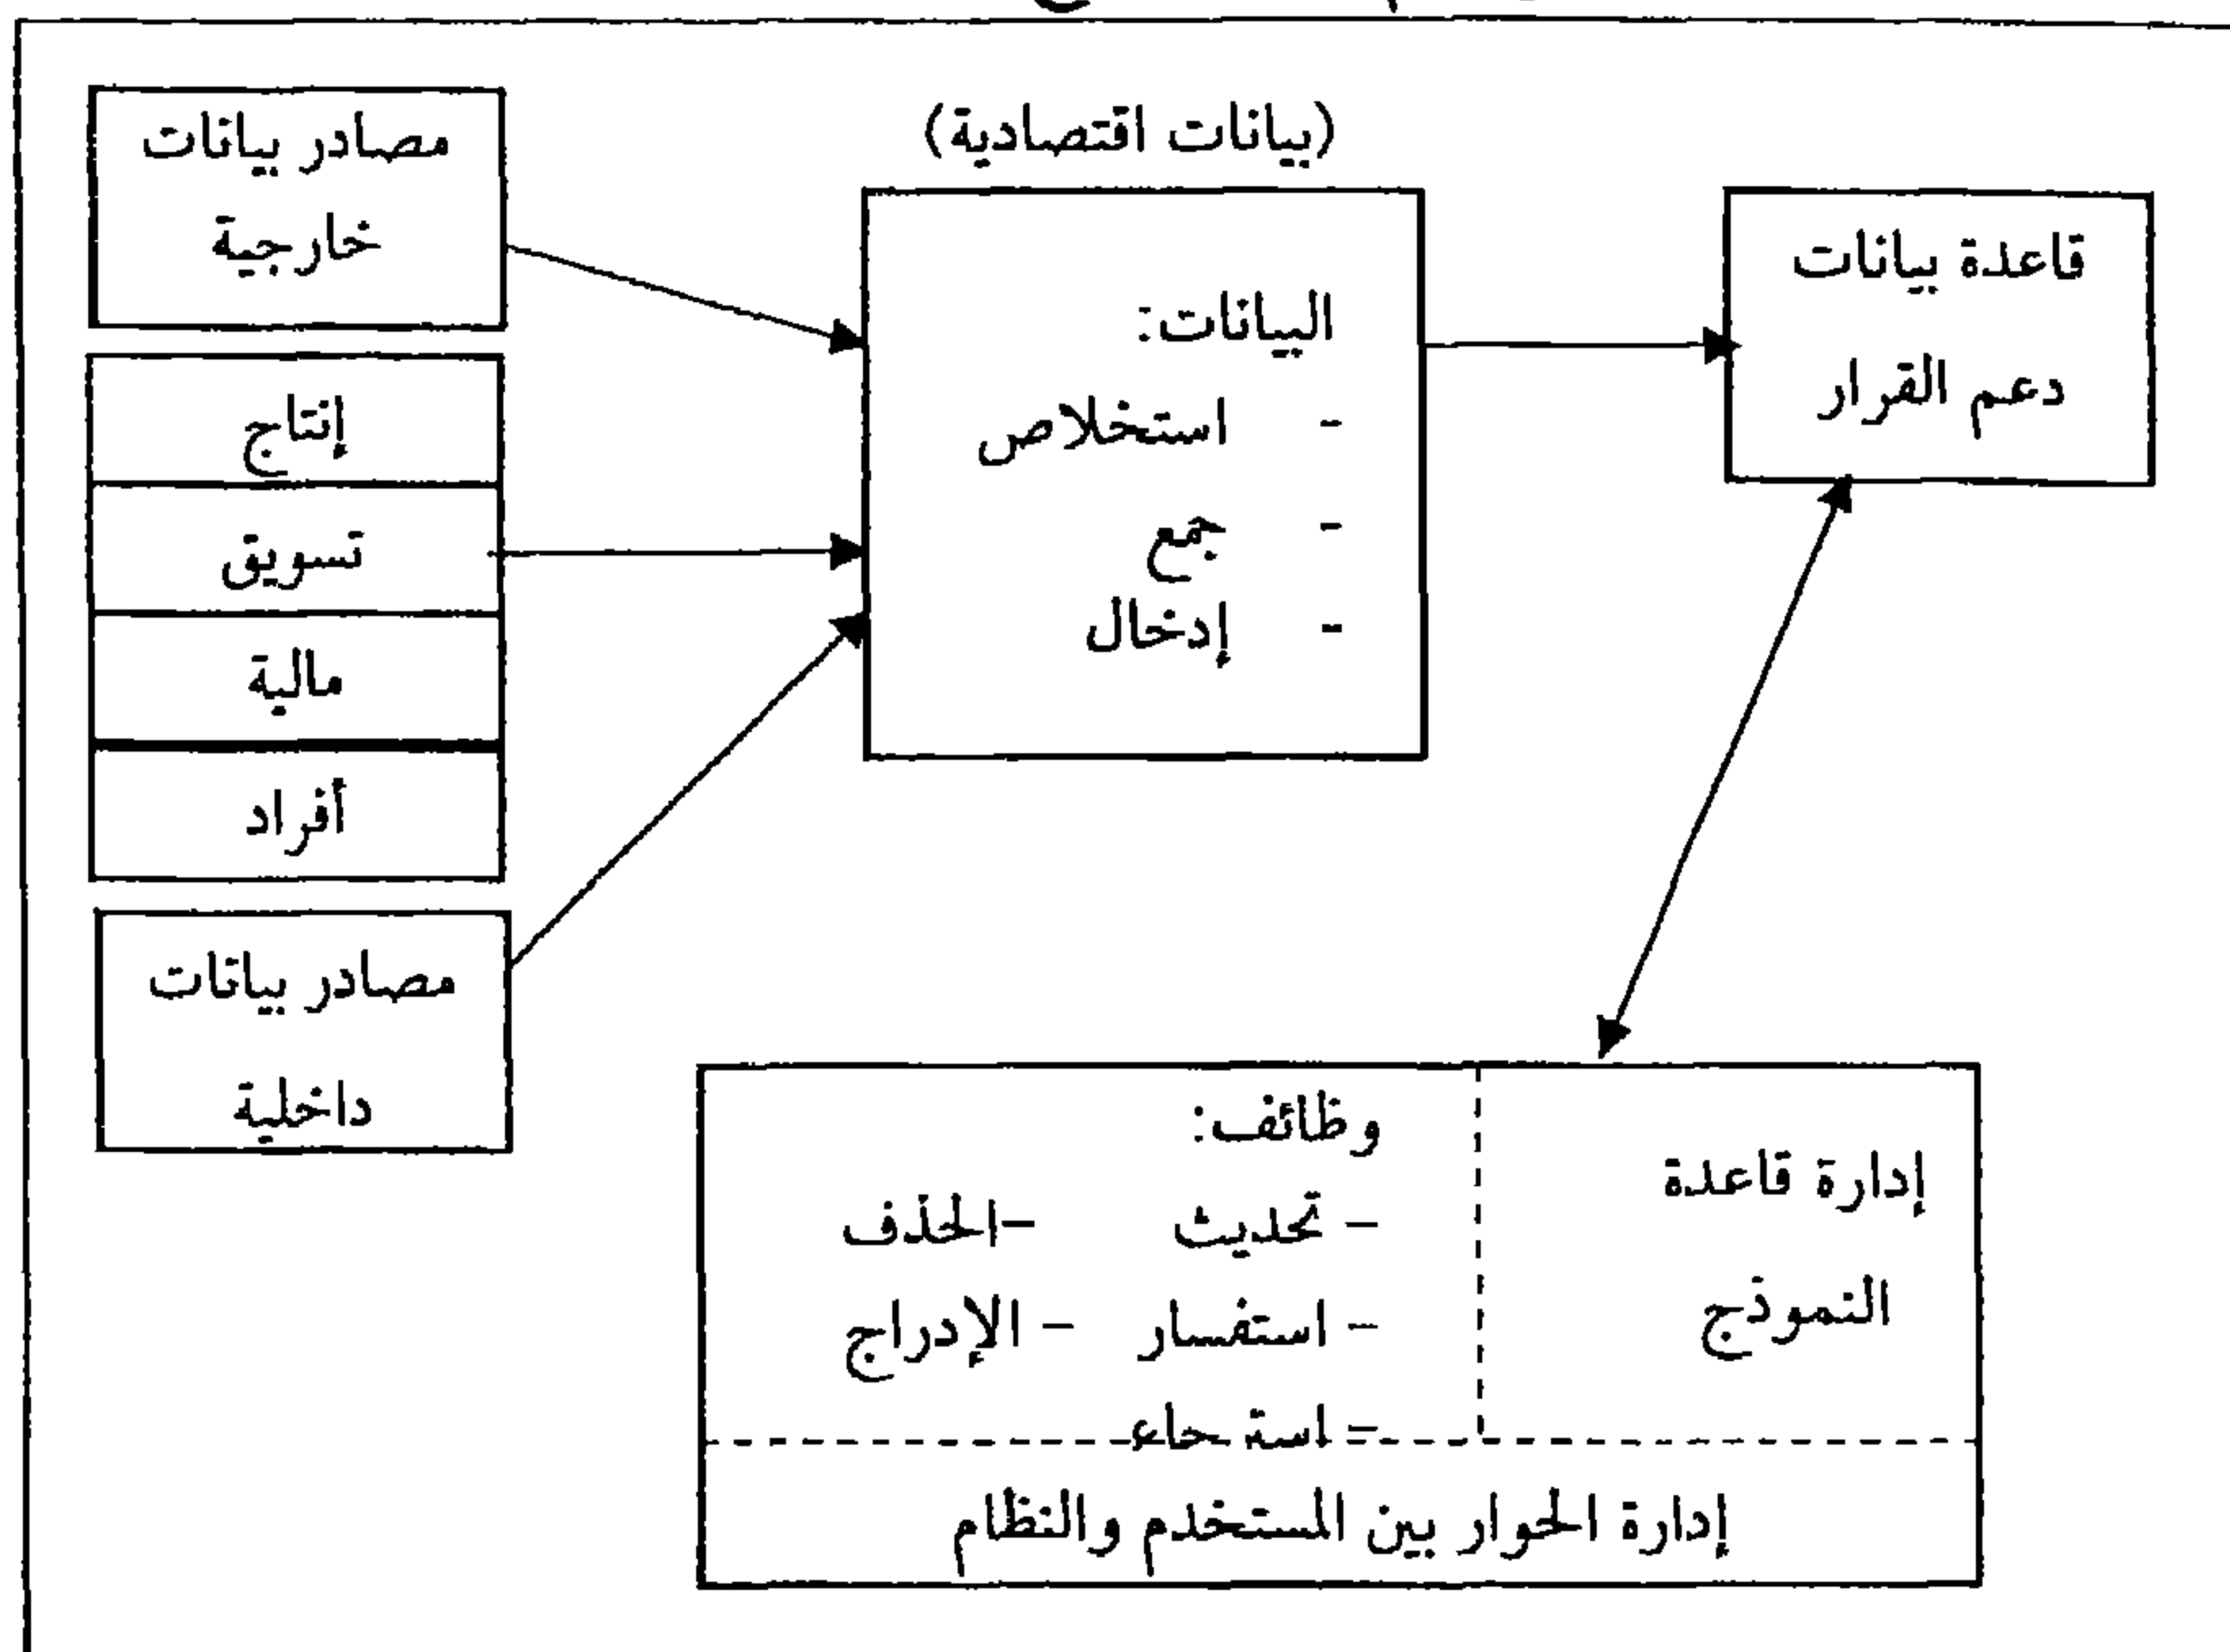 مصادر بيانات
خارجية
إنتاج
تسويق
مالية
أفراد
مصادر بيانات
داخلية
(بيانات اقتصادية)
البيانات:
- استخلاص
- جمع
- إدخال
قاعدة بيانات
دعم القرار
إدارة قاعدة
النموذج
وظائف:
– تحديث –الحذف
– استفسار – الإدراج
إدارة الحوار بين المستخدم والنظام